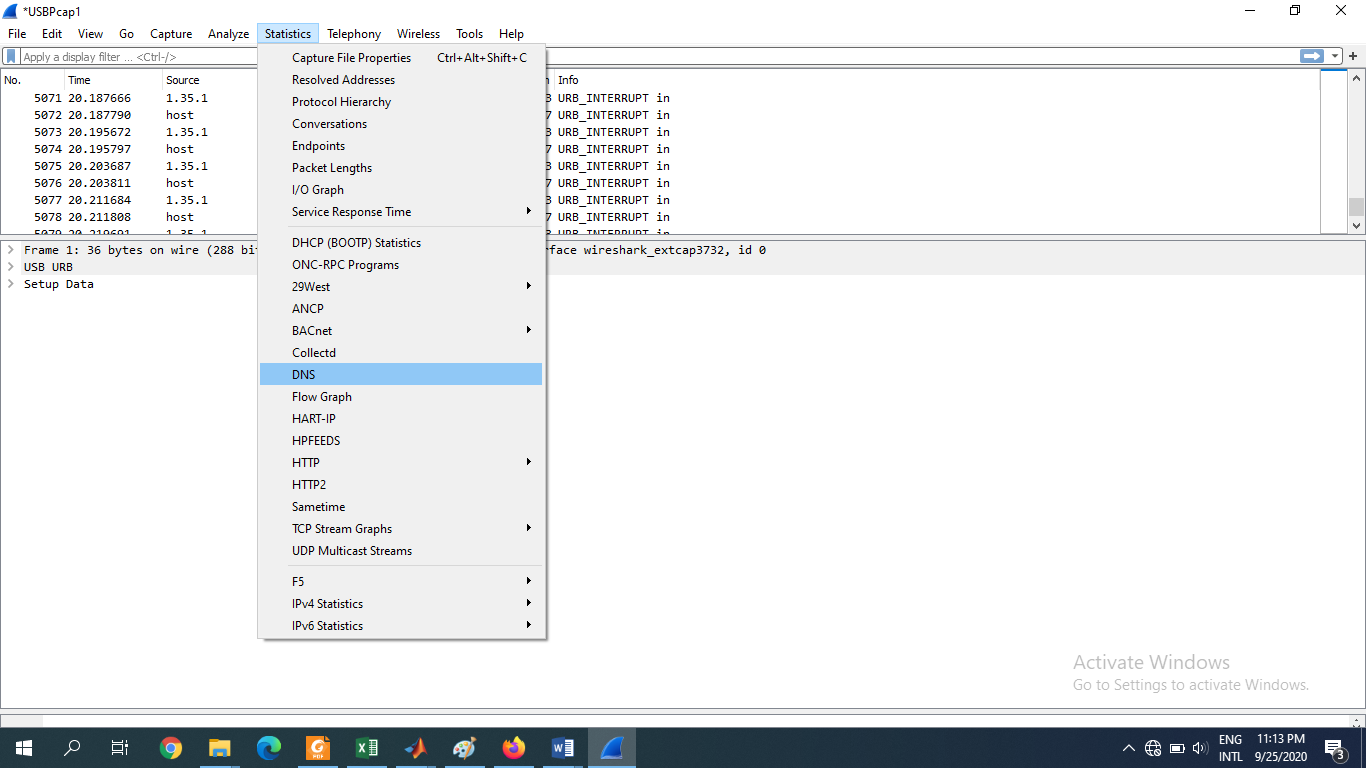 *USBPcap1
File Edit View Go Capture Analyze Statistics Telephony Wireless Tools Help
Apply a display filter ... <Ctrl-/>
No. Time Source Info
5071 20.187666 1.35.1 3 URB_INTERRUPT in
5072 20.187790 host 7 URB_INTERRUPT in
5073 20.195672 1.35.1 3 URB_INTERRUPT in
5074 20.195797 host 7 URB_INTERRUPT in
5075 20.203687 1.35.1 3 URB_INTERRUPT in
5076 20.203811 host 7 URB_INTERRUPT in
5077 20.211684 1.35.1 3 URB_INTERRUPT in
5078 20.211808 host 7 URB_INTERRUPT in
5079 20.219691 1.35.1 3 URB_INTERRUPT in
Capture File Properties Ctrl+Alt+Shift+C
Resolved Addresses
Protocol Hierarchy
Conversations
Endpoints
Packet Lengths
I/O Graph
Service Response Time
DHCP (BOOTP) Statistics
ONC-RPC Programs
29West
ANCP
BACnet
Collectd
DNS
Flow Graph
HART-IP
HPFEEDS
HTTP
HTTP2
Sametime
TCP Stream Graphs
UDP Multicast Streams
F5
IPv4 Statistics
IPv6 Statistics
Frame 1: 36 bytes on wire (288 bi rface wireshark_extcap3732, id 0
USB URB
Setup Data
Activate Windows
Go to Settings to activate Windows.
ENG
INTL
11:13 PM
9/25/2020
3